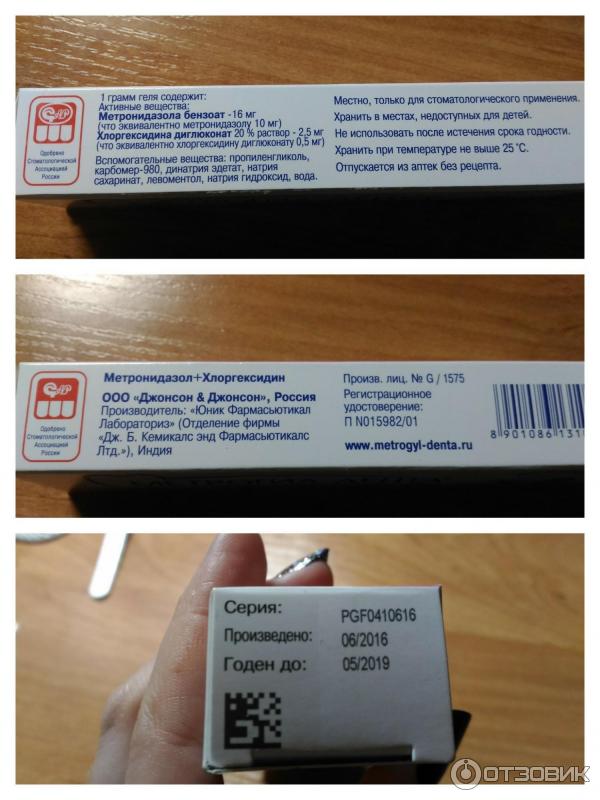 1 грамм геля содержит:
Активные вещества:
Метронидазола бензоат -16 мг
(что эквивалентно метронидазолу 10 мг)
Хлоргексидина диглюконат 20 % раствор - 2,5 мг
(что эквивалентно хлоргексидину диглюконату 0,5 мг)
Вспомогательные вещества: пропиленгликоль,
карбомер-980, динатрия эдетат, натрия
сахаринат, левоментол, натрия гидроксид, вода.
Одобрено
Стоматологической
Ассоциацией
России
Местно, только для стоматологического применения.
Хранить в местах, недоступных для детей.
Не использовать после истечения срока годности.
Хранить при температуре не выше 25 °C.
Отпускается из аптек без рецепта.
Одобрено
Стоматологической
Ассоциацией
России
Метронидазол+Хлоргексидин
ООО «Джонсон & Джонсон», Россия
Производитель: «Юник Фармасьютикал
Лабораториз» (Отделение фирмы
«Дж. Б. Кемикалс энд Фармасьютикалс
Лтд.»), Индия
Произв. лиц. № G / 1575
Регистрационное
удостоверение:
П N015982/01
www.metrogyl-denta.ru
8 901086 131
Серия: PGF0410616
Произведено: 06/2016
Годен до: 05/2019
ОТЗОВИК